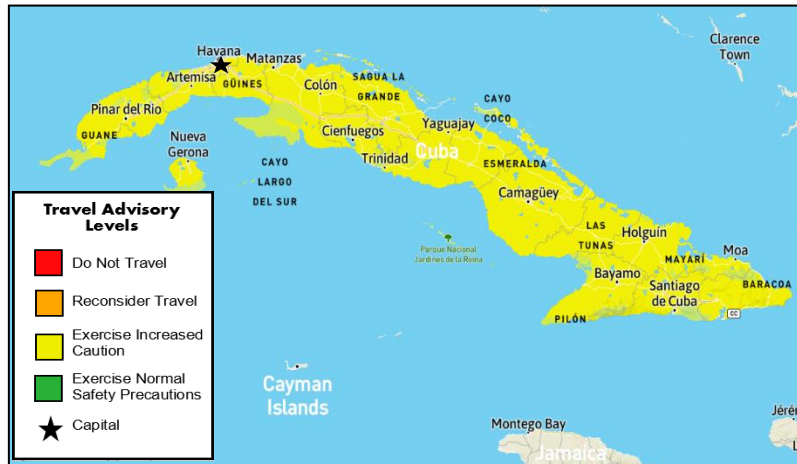 Clarence
Town
Havana
Matanzas
Artemisa
GÜINES
Colón
SAGUA LA
GRANDE
Pinar del Rio
GUANE
CAYO
COCO
Yaguajay
Cienfuegos
Nueva
Gerona
Trinidad
Cuba
ESMERALDA
CAYO
LARGO
DEL SUR
Camagüey
LAS
TUNAS
Holguín
Parque Nacional
Jardines de la Reina
MAYARÍ
Moa
Bayamo
Santiago
de Cuba
BARACOA
PILÓN
CC
Travel Advisory
Levels
Do Not Travel
Reconsider Travel
Exercise Increased
Caution
Exercise Normal
Safety Precautions
Capital
Cayman
Islands
Montego Bay
Jamaica
Jéré